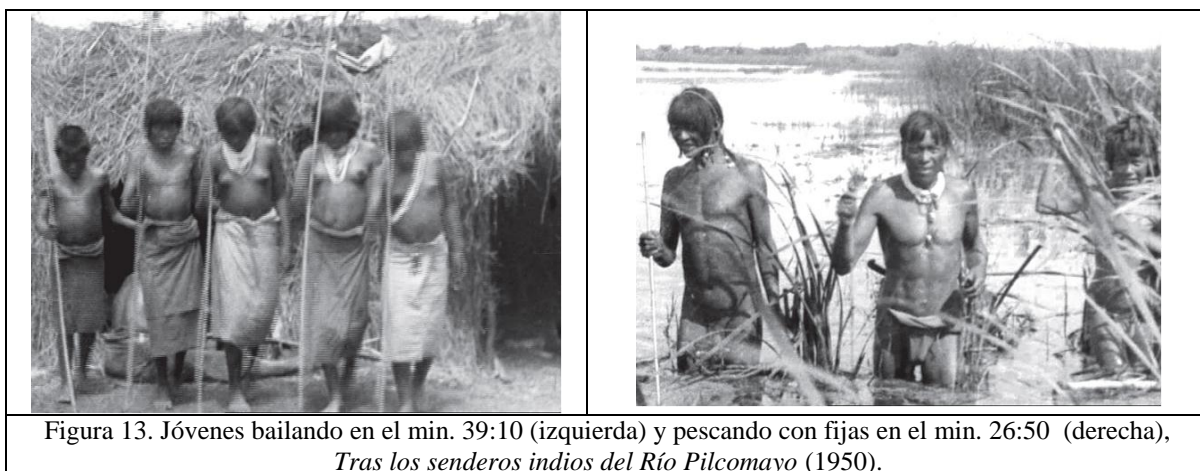 Figura 13. Jóvenes bailando en el min. 39:10 (izquierda) y pescando con fijas en el min. 26:50 (derecha),
Tras los senderos indios del Río Pilcomayo (1950).